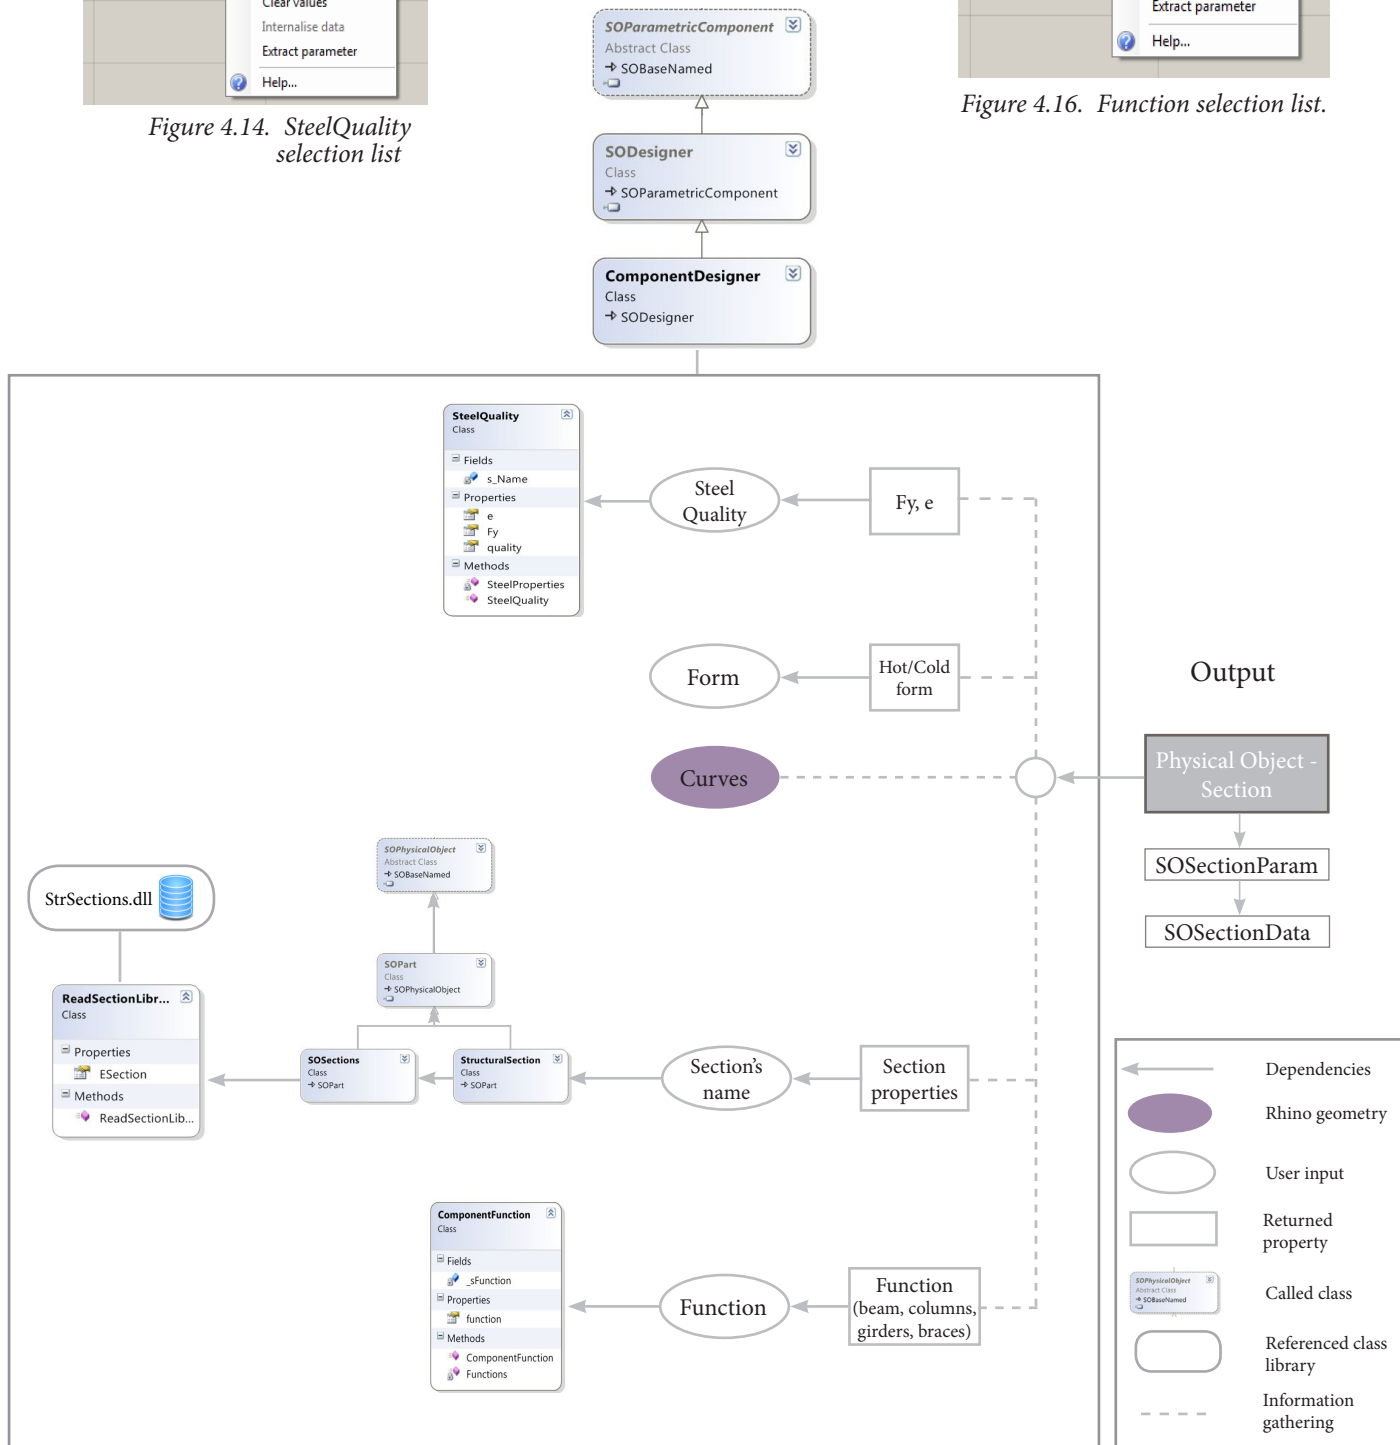 Clear values
Internalise data
Extract parameter
Help...
Figure 4.14. SteelQuality
selection list
SOParametricComponent
Abstract Class
SOBaseNamed
SODesigner
Class
SOParametricComponent
ComponentDesigner
Class
SODesigner
Extract parameter
Help...
Figure 4.16. Function selection list.
SteelQuality
Class
Fields
s_Name
Properties
e
Fy
quality
Methods
SteelProperties
SteelQuality
Steel
Quality
Fy, e
Form
Hot/Cold
form
Curves
Output
Physical Object -
Section
SOSectionParam
SOSectionData
SOPhysicalObject
Abstract Class
SOBaseNamed
StrSections.dll
SOPart
Class
SOPhysicalObject
ReadSectionLibr...
Class
Properties
ESection
Methods
ReadSectionLib...
SOSections
Class
SOPart
StructuralSection
Class
SOPart
Section's
name
Section
properties
ComponentFunction
Class
Fields
_sFunction
Properties
function
Methods
ComponentFunction
Functions
Function
Function
(beam, columns,
girders, braces)
Dependencies
Rhino geometry
User input
Returned
property
SOPhysicalObject
Abstract Class
SOBaseNamed
Called class
Referenced class
library
Information
gathering